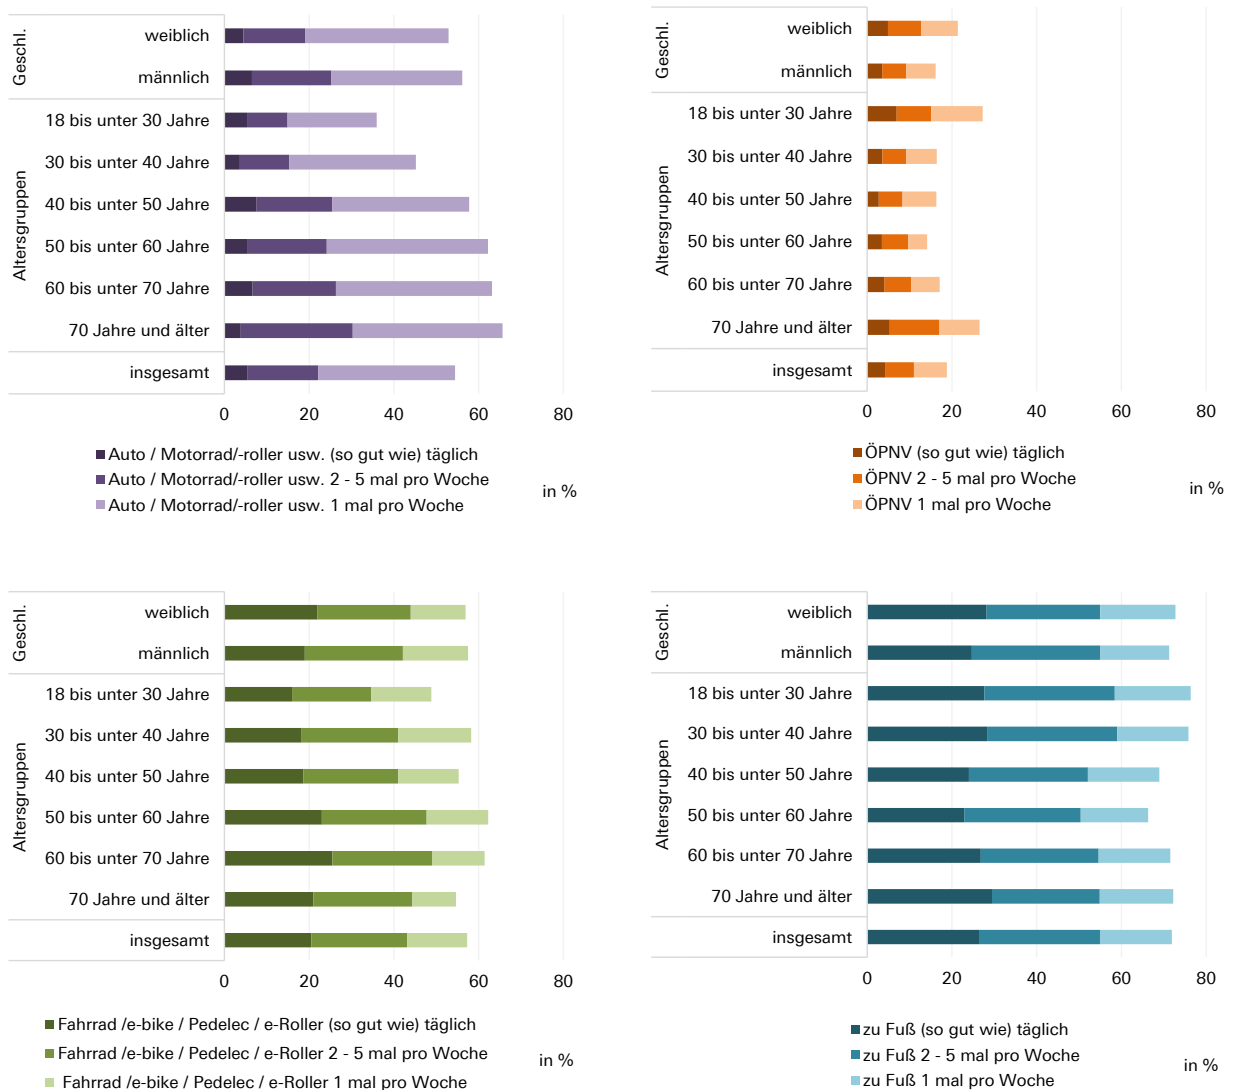 Geschl.
weiblich
männlich
Altersgruppen
18 bis unter 30 Jahre
30 bis unter 40 Jahre
40 bis unter 50 Jahre
50 bis unter 60 Jahre
60 bis unter 70 Jahre
70 Jahre und älter
insgesamt
0 20 40 60 80
Auto / Motorrad/-roller usw. (so gut wie) täglich
Auto / Motorrad/-roller usw. 2 - 5 mal pro Woche
Auto / Motorrad/-roller usw. 1 mal pro Woche
in %
Geschl.
weiblich
männlich
Altersgruppen
18 bis unter 30 Jahre
30 bis unter 40 Jahre
40 bis unter 50 Jahre
50 bis unter 60 Jahre
60 bis unter 70 Jahre
70 Jahre und älter
insgesamt
0 20 40 60 80
ÖPNV (so gut wie) täglich
ÖPNV 2 - 5 mal pro Woche
ÖPNV 1 mal pro Woche
in %
Geschl.
weiblich
männlich
Altersgruppen
18 bis unter 30 Jahre
30 bis unter 40 Jahre
40 bis unter 50 Jahre
50 bis unter 60 Jahre
60 bis unter 70 Jahre
70 Jahre und älter
insgesamt
0 20 40 60 80
Fahrrad /e-bike / Pedelec / e-Roller (so gut wie) täglich
Fahrrad /e-bike / Pedelec / e-Roller 2 - 5 mal pro Woche
Fahrrad /e-bike / Pedelec / e-Roller 1 mal pro Woche
in %
Geschl.
weiblich
männlich
Altersgruppen
18 bis unter 30 Jahre
30 bis unter 40 Jahre
40 bis unter 50 Jahre
50 bis unter 60 Jahre
60 bis unter 70 Jahre
70 Jahre und älter
insgesamt
0 20 40 60 80
zu Fuß (so gut wie) täglich
zu Fuß 2 - 5 mal pro Woche
zu Fuß 1 mal pro Woche
in %